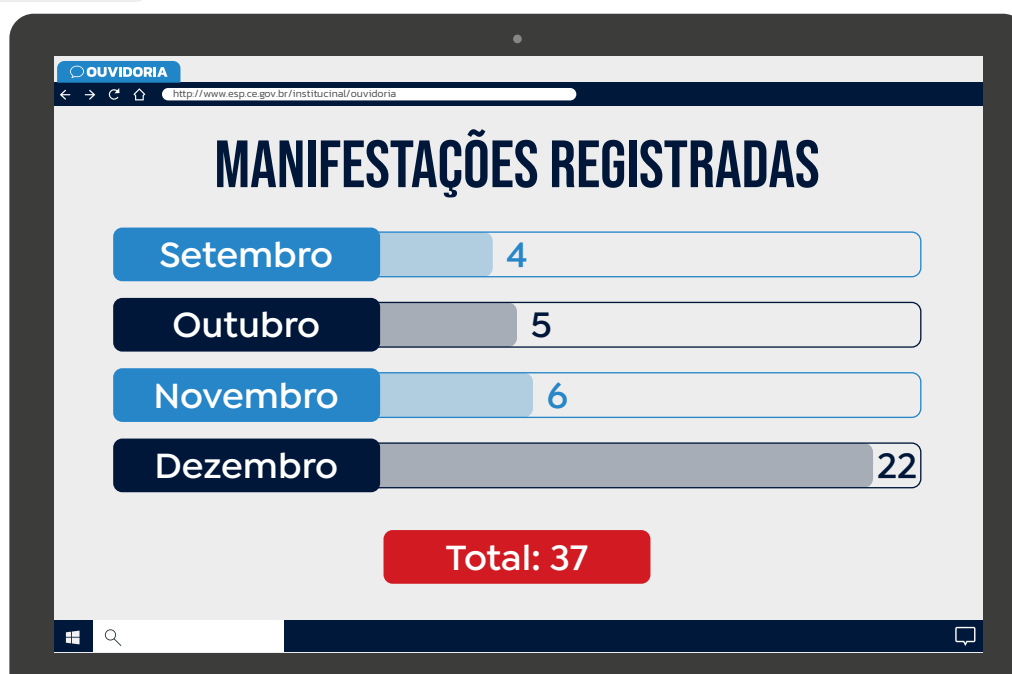 OUVIDORIA
http://www.esp.ce.gov.br/institucinal/ouvidoria
MANIFESTAÇÕES REGISTRADAS
Setembro 4
Outubro 5
Novembro 6
Dezembro 22
Total: 37